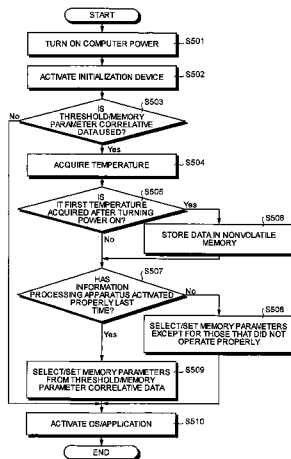 START
TURN ON COMPUTER POWER
S501
ACTIVATE INITIALIZATION DEVICE
S502
S503
IS
THRESHOLD/MEMORY
PARAMETER CORRELATIVE
DATA USED?
No
Yes
ACQUIRE TEMPERATURE
S504
S505
IS
IT FIRST TEMPERATURE
ACQUIRED AFTER TURNING
POWER ON?
Yes
No
S506
STORE DATA IN NONVOLATILE
MEMORY
S507
HAS
INFORMATION
PROCESSING APPARATUS ACTIVATED
PROPERLY LAST
TIME?
No
Yes
S508
SELECT/SET MEMORY PARAMETERS
EXCEPT FOR THOSE THAT DID NOT
OPERATE PROPERLY
S509
SELECT/SET MEMORY PARAMETERS
FROM THRESHOLD/MEMORY
PARAMETER CORRELATIVE DATA
ACTIVATE OS/APPLICATION
S510
END